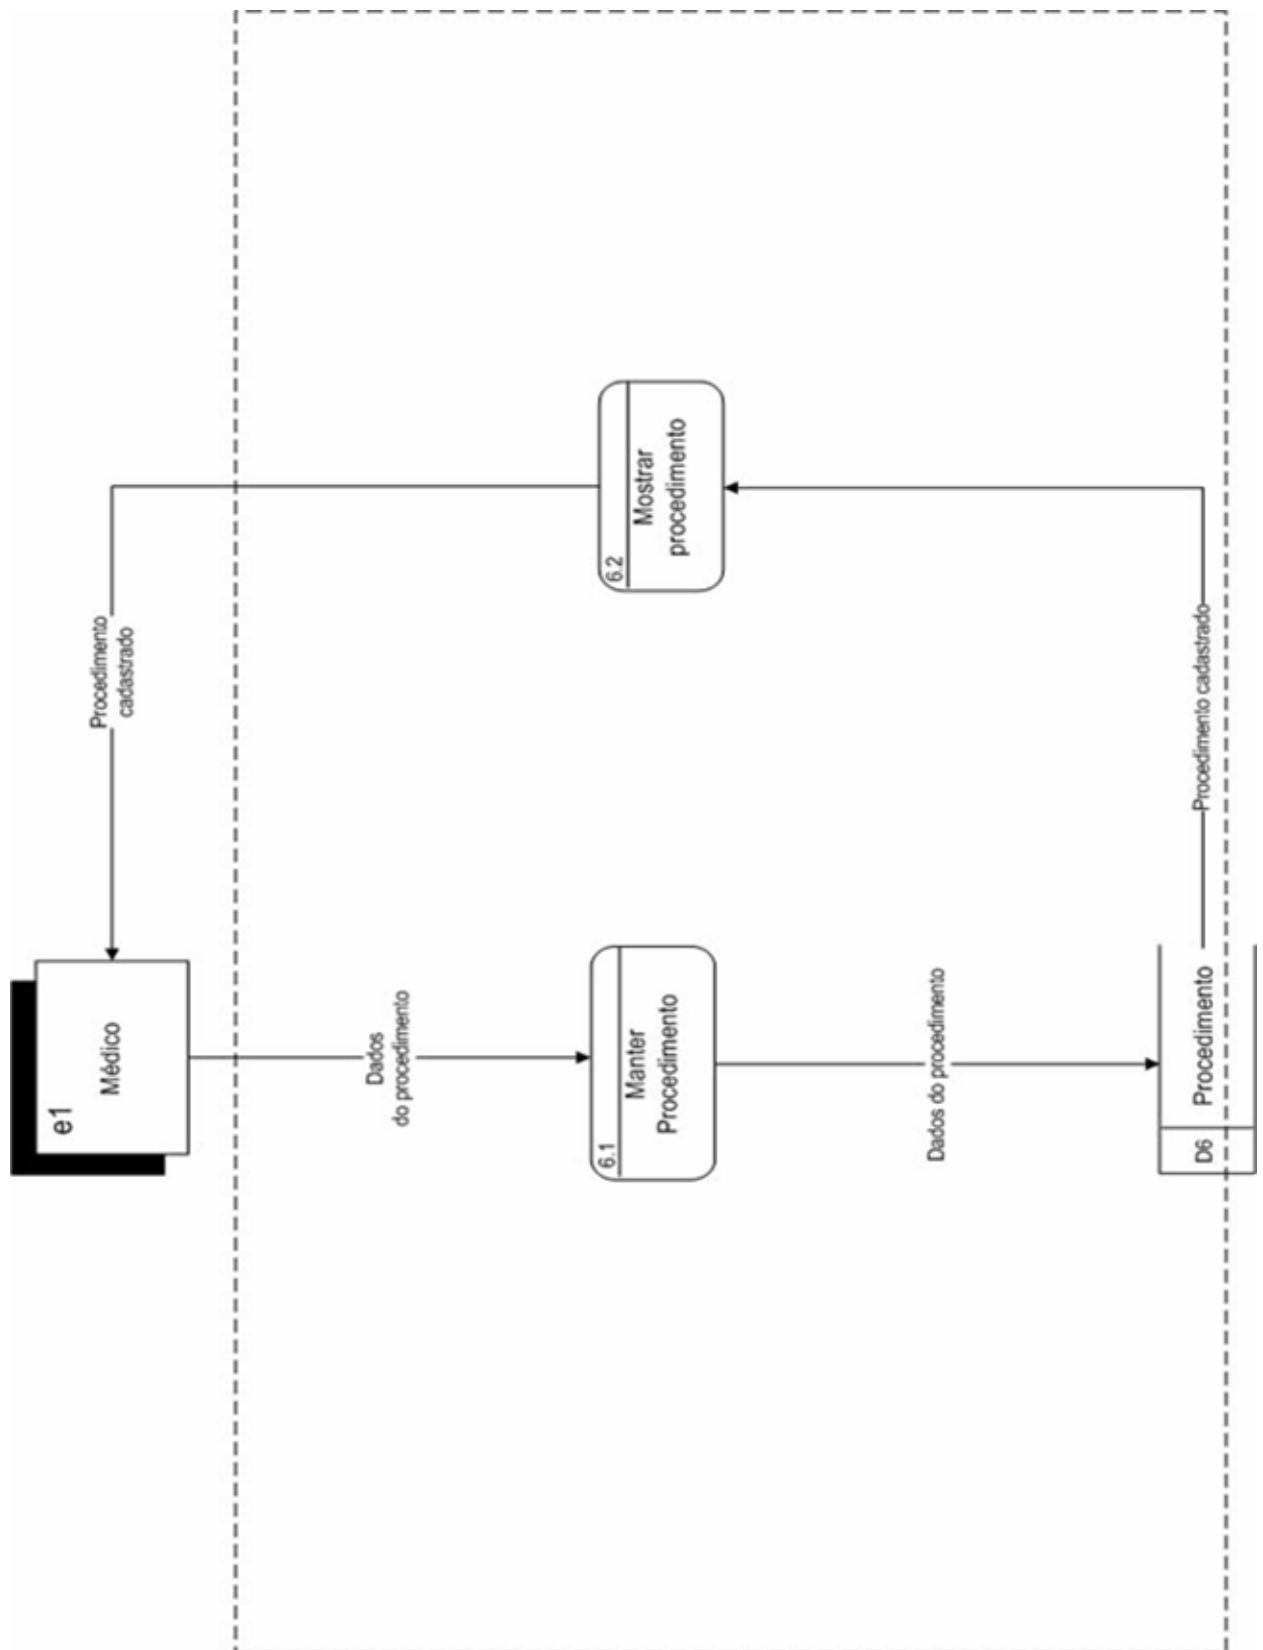 e1
Médico
Dados
do procedimento
6.1
Manter
Procedimento
Dados do procedimento
D6
Procedimento
Procedimento cadastrado
6.2
Mostrar
procedimento
Procedimento
cadastrado